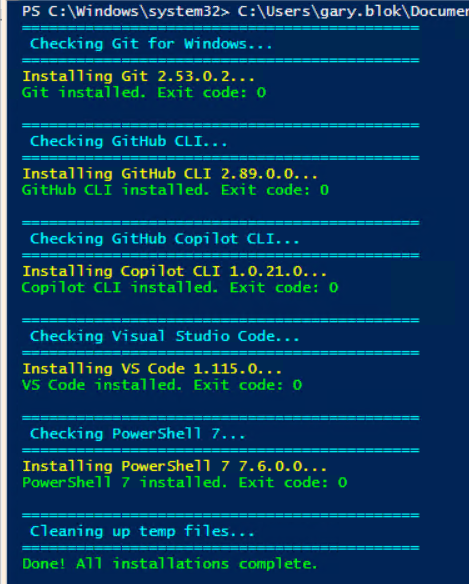 PS C:\Windows\system32> C:\Users\gary.blok\Documen
==================================================
Checking Git for Windows...
==================================================
Installing Git 2.53.0.2...
Git installed. Exit code: 0
==================================================
Checking GitHub CLI...
==================================================
Installing GitHub CLI 2.89.0.0...
GitHub CLI installed. Exit code: 0
==================================================
Checking GitHub Copilot CLI...
==================================================
Installing Copilot CLI 1.0.21.0...
Copilot CLI installed. Exit code: 0
==================================================
Checking Visual Studio Code...
==================================================
Installing VS Code 1.115.0...
VS Code installed. Exit code: 0
==================================================
Checking PowerShell 7...
==================================================
Installing PowerShell 7 7.6.0.0...
PowerShell 7 installed. Exit code: 0
==================================================
Cleaning up temp files...
==================================================
Done! All installations complete.